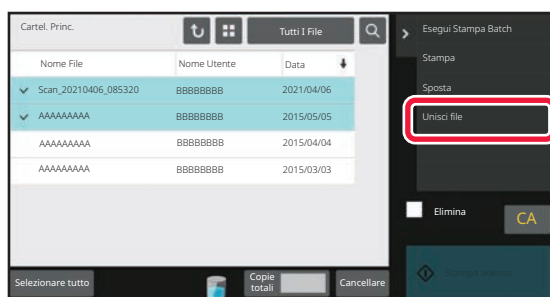 Cartel. Princ.
Tutti I File
Nome File Nome Utente Data
Scan_20210406_085320 BBBBBBBB 2021/04/06
AAAAAAAAA BBBBBBBB 2015/05/05
AAAAAAAAA BBBBBBBB 2015/04/04
AAAAAAAAA BBBBBBBB 2015/03/03
Selezionare tutto
Copie
totali
Cancellare
Esegui Stampa Batch
Stampa
Sposta
Unisci file
Elimina
CA